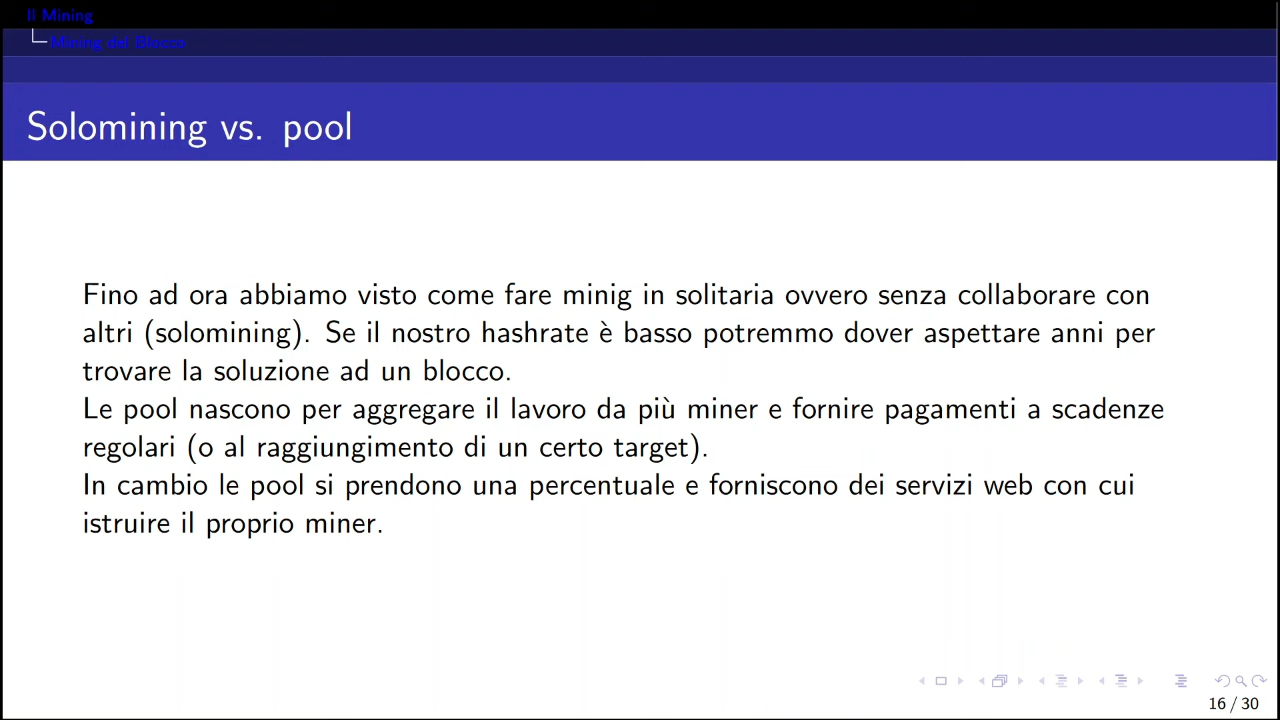 Il Mining
Mining del Blocco
Solomining vs. pool
Fino ad ora abbiamo visto come fare minig in solitaria ovvero senza collaborare con
altri (solomining). Se il nostro hashrate è basso potremmo dover aspettare anni per
trovare la soluzione ad un blocco.
Le pool nascono per aggregare il lavoro da più miner e fornire pagamenti a scadenze
regolari (o al raggiungimento di un certo target).
In cambio le pool si prendono una percentuale e forniscono dei servizi web con cui
istruire il proprio miner.
16 / 30